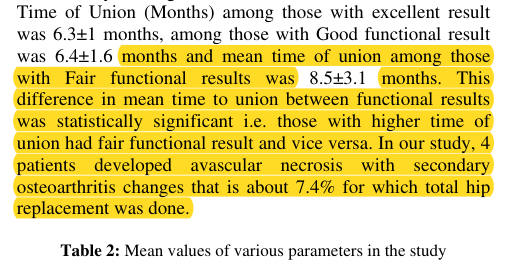 Time of Union (Months) among those with excellent result
was 6.3±1 months, among those with Good functional result
was 6.4±1.6 months and mean time of union among those
with Fair functional results was 8.5±3.1 months. This
difference in mean time to union between functional results
was statistically significant i.e. those with higher time of
union had fair functional result and vice versa. In our study, 4
patients developed avascular necrosis with secondary
osteoarthritis changes that is about 7.4% for which total hip
replacement was done.
Table 2: Mean values of various parameters in the study